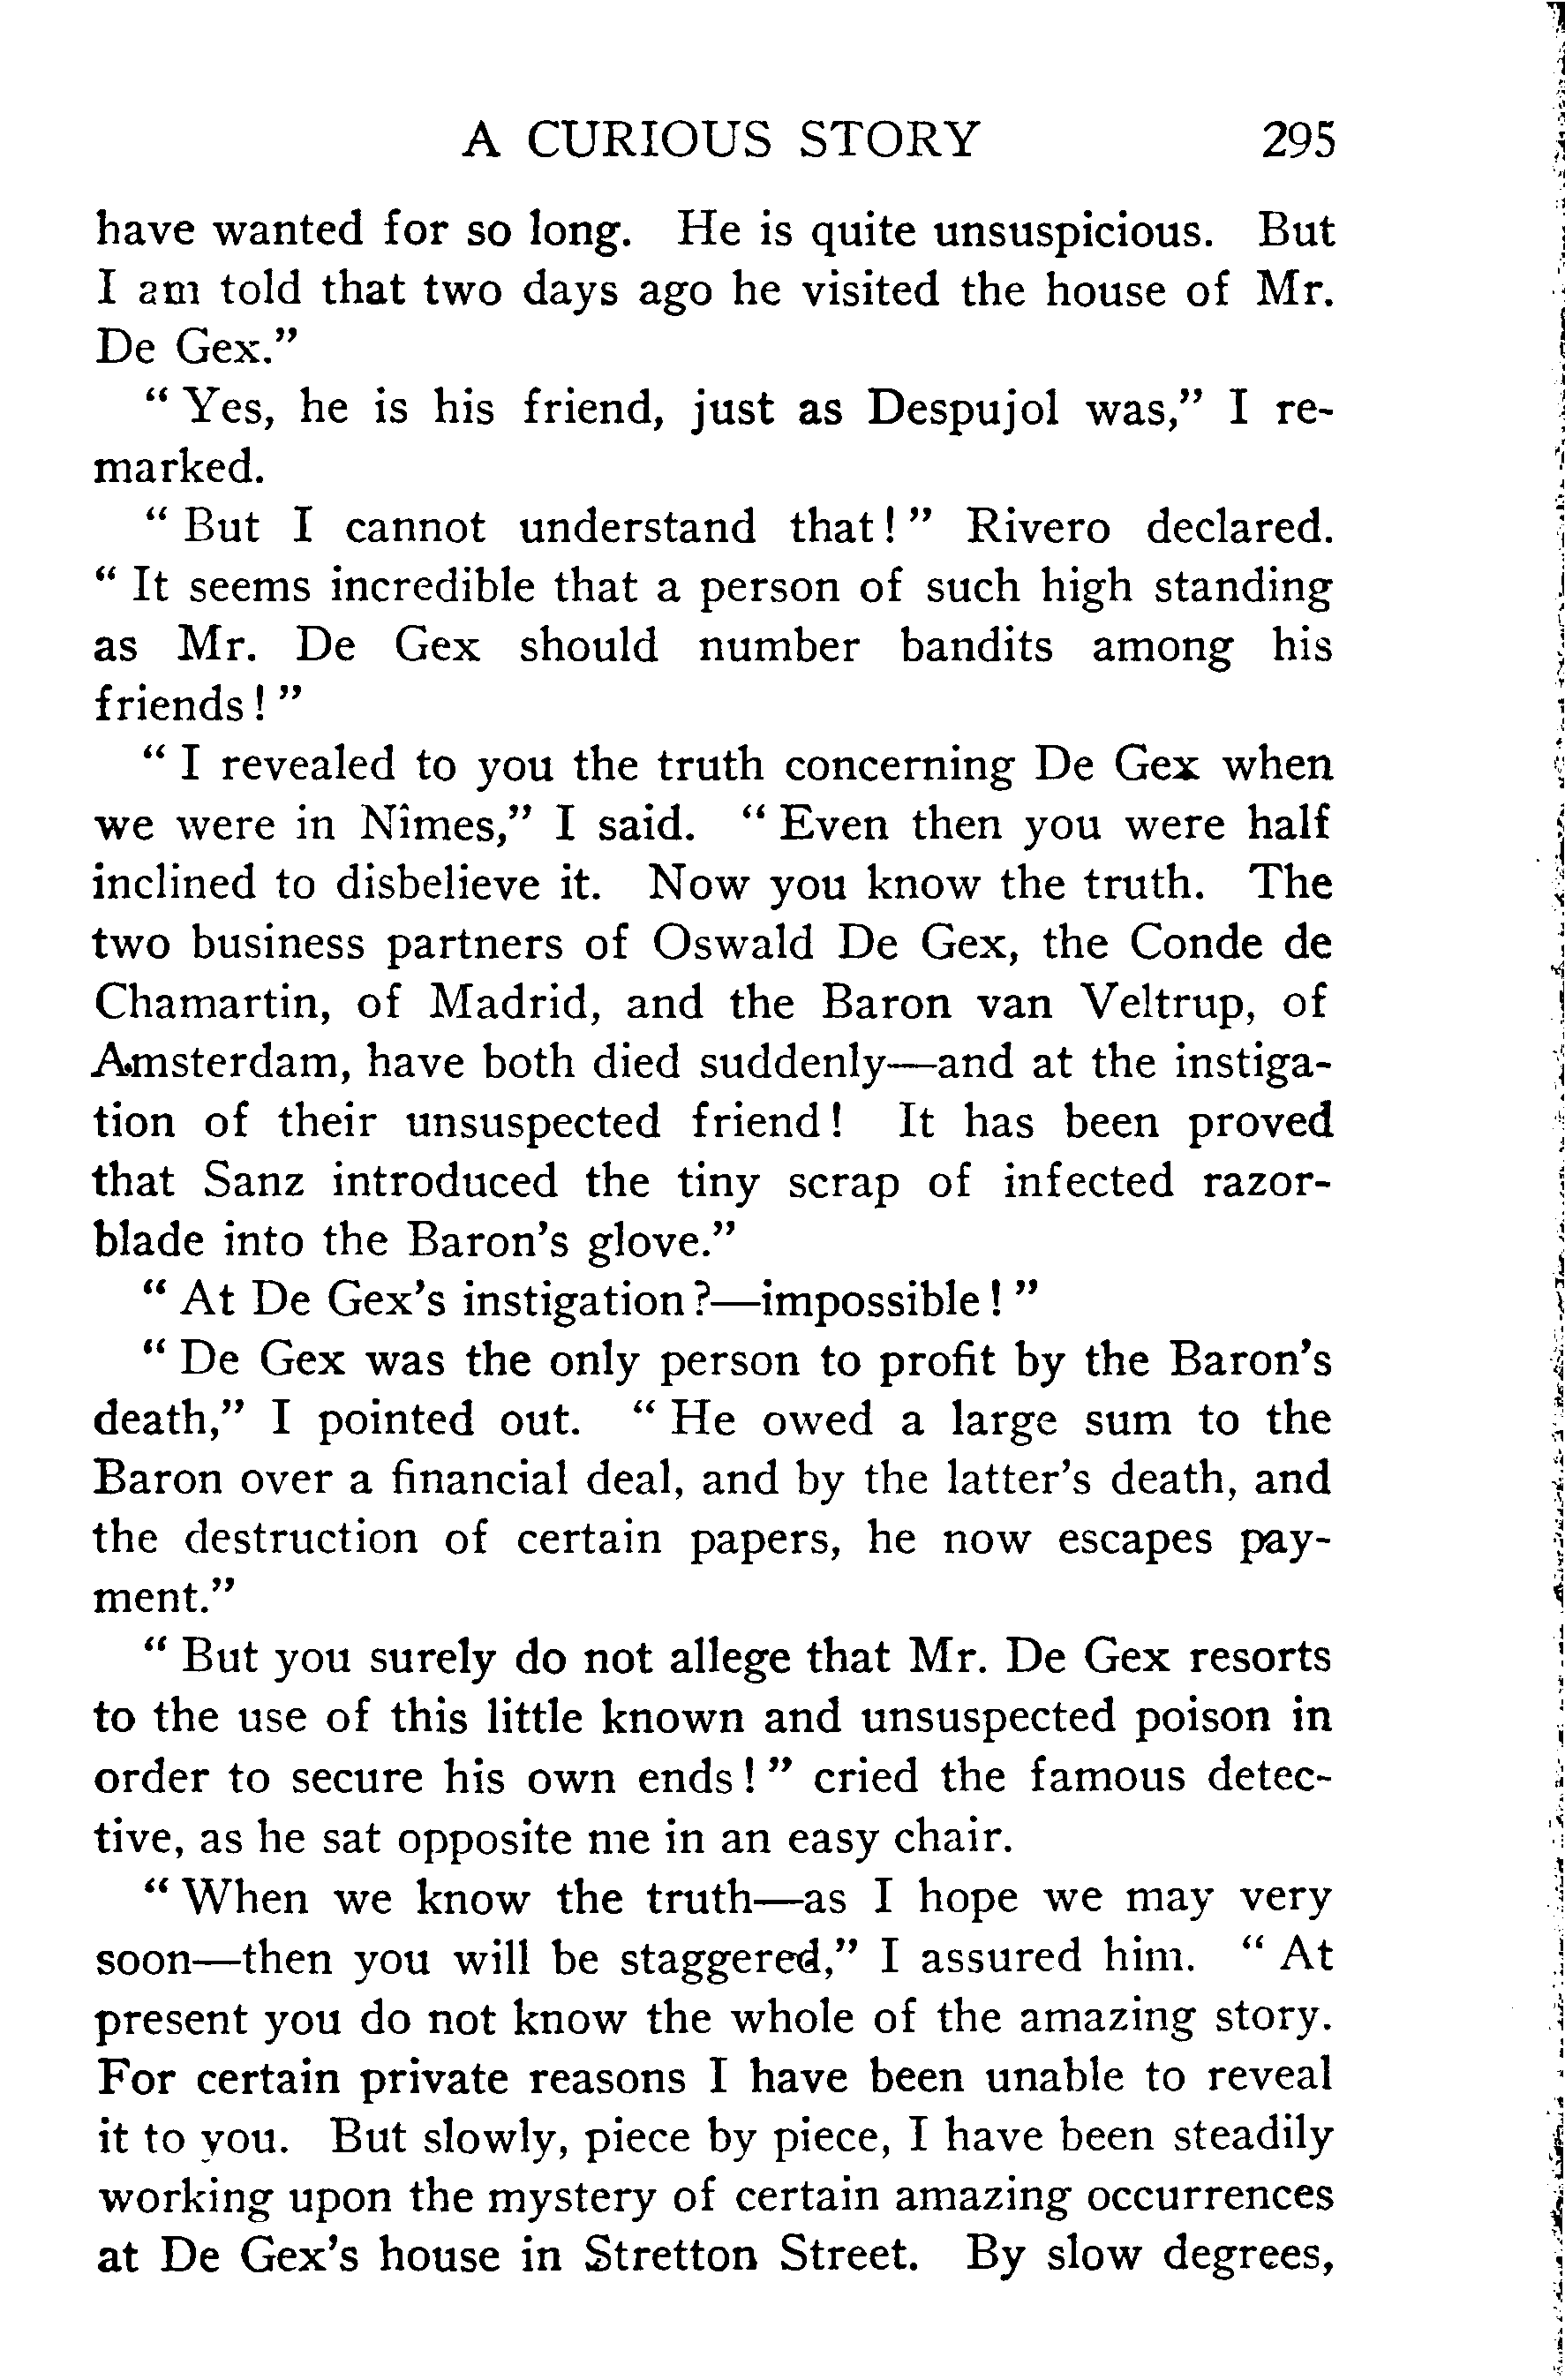 A CURIOUS STORY 295
have wanted for so long. He is quite unsuspicious. But
I am told that two days ago he visited the house of Mr.
De Gex."
" Yes, he is his friend, just as Despujol was," I re-
marked.
" But I cannot understand that! " Rivero declared.
" It seems incredible that a person of such high standing
as Mr. De Gex should number bandits among his
friends! "
" I revealed to you the truth concerning De Gex when
we were in Nîmes," I said. " Even then you were half
inclined to disbelieve it. Now you know the truth. The
two business partners of Oswald De Gex, the Conde de
Chamartin, of Madrid, and the Baron van Veltrup, of
Amsterdam, have both died suddenly—and at the instiga-
tion of their unsuspected friend! It has been proved
that Sanz introduced the tiny scrap of infected razor-
blade into the Baron's glove."
" At De Gex's instigation?—impossible! "
" De Gex was the only person to profit by the Baron's
death," I pointed out. " He owed a large sum to the
Baron over a financial deal, and by the latter's death, and
the destruction of certain papers, he now escapes pay-
ment."
" But you surely do not allege that Mr. De Gex resorts
to the use of this little known and unsuspected poison in
order to secure his own ends! " cried the famous detec-
tive, as he sat opposite me in an easy chair.
" When we know the truth—as I hope we may very
soon—then you will be staggered," I assured him. " At
present you do not know the whole of the amazing story.
For certain private reasons I have been unable to reveal
it to you. But slowly, piece by piece, I have been steadily
working upon the mystery of certain amazing occurrences
at De Gex's house in Stretton Street. By slow degrees,